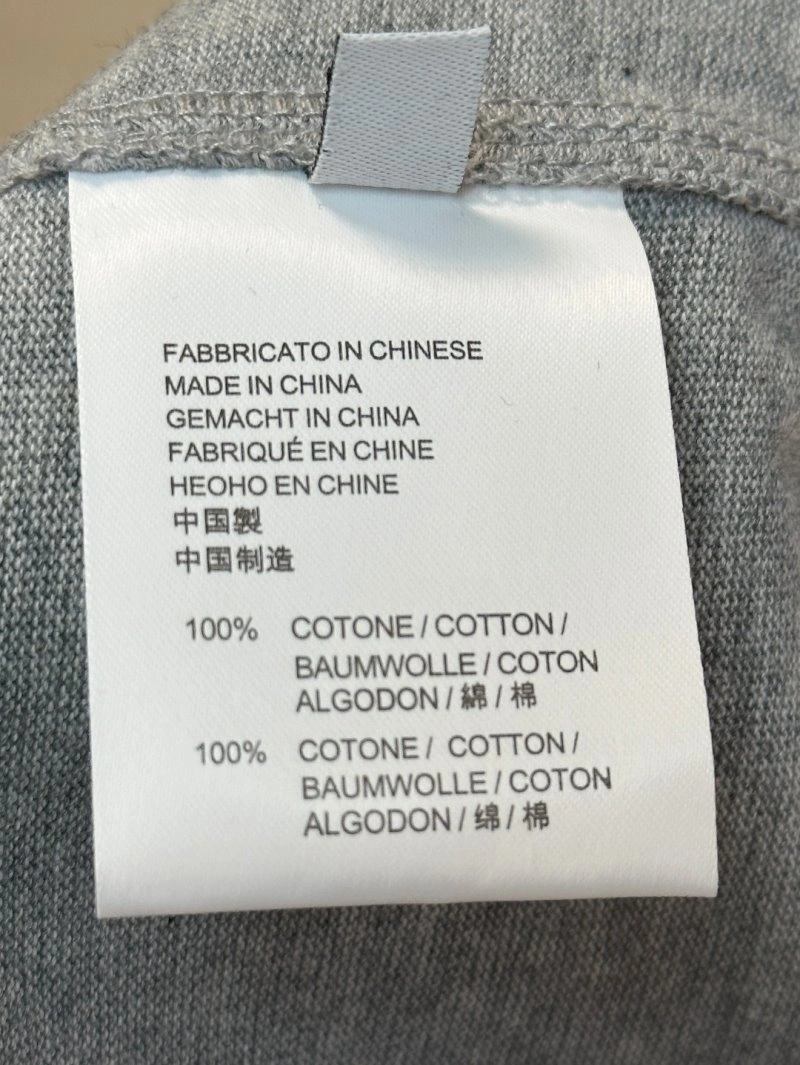 FABBRICATO IN CHINESE
MADE IN CHINA
GEMACHT IN CHINA
FABRIQUÉ EN CHINE
HEOHO EN CHINE
中国製
中国制造
100% COTONE / COTTON /
BAUMWOLLE / COTON
ALGODON / 綿 / 棉
100% COTONE / COTTON /
BAUMWOLLE / COTON
ALGODON / 绵 / 棉